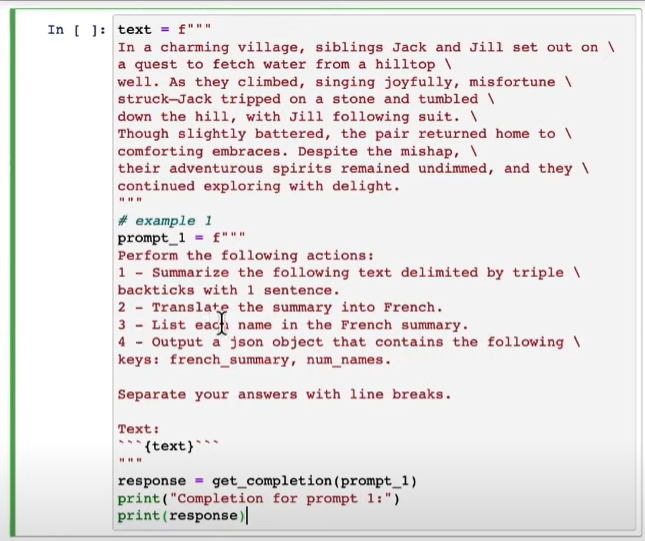 In [ ]: text = f"""
In a charming village, siblings Jack and Jill set out on \
a quest to fetch water from a hilltop \
well. As they climbed, singing joyfully, misfortune \
struck—Jack tripped on a stone and tumbled \
down the hill, with Jill following suit. \
Though slightly battered, the pair returned home to \
comforting embraces. Despite the mishap, \
their adventurous spirits remained undimmed, and they \
continued exploring with delight.
"""
# example 1
prompt_1 = f"""
Perform the following actions:
1 - Summarize the following text delimited by triple \
backticks with 1 sentence.
2 - Translate the summary into French.
3 - List each name in the French summary.
4 - Output a json object that contains the following \
keys: french_summary, num_names.
Separate your answers with line breaks.
Text:
```{text}```
"""
response = get_completion(prompt_1)
print("Completion for prompt 1:")
print(response)